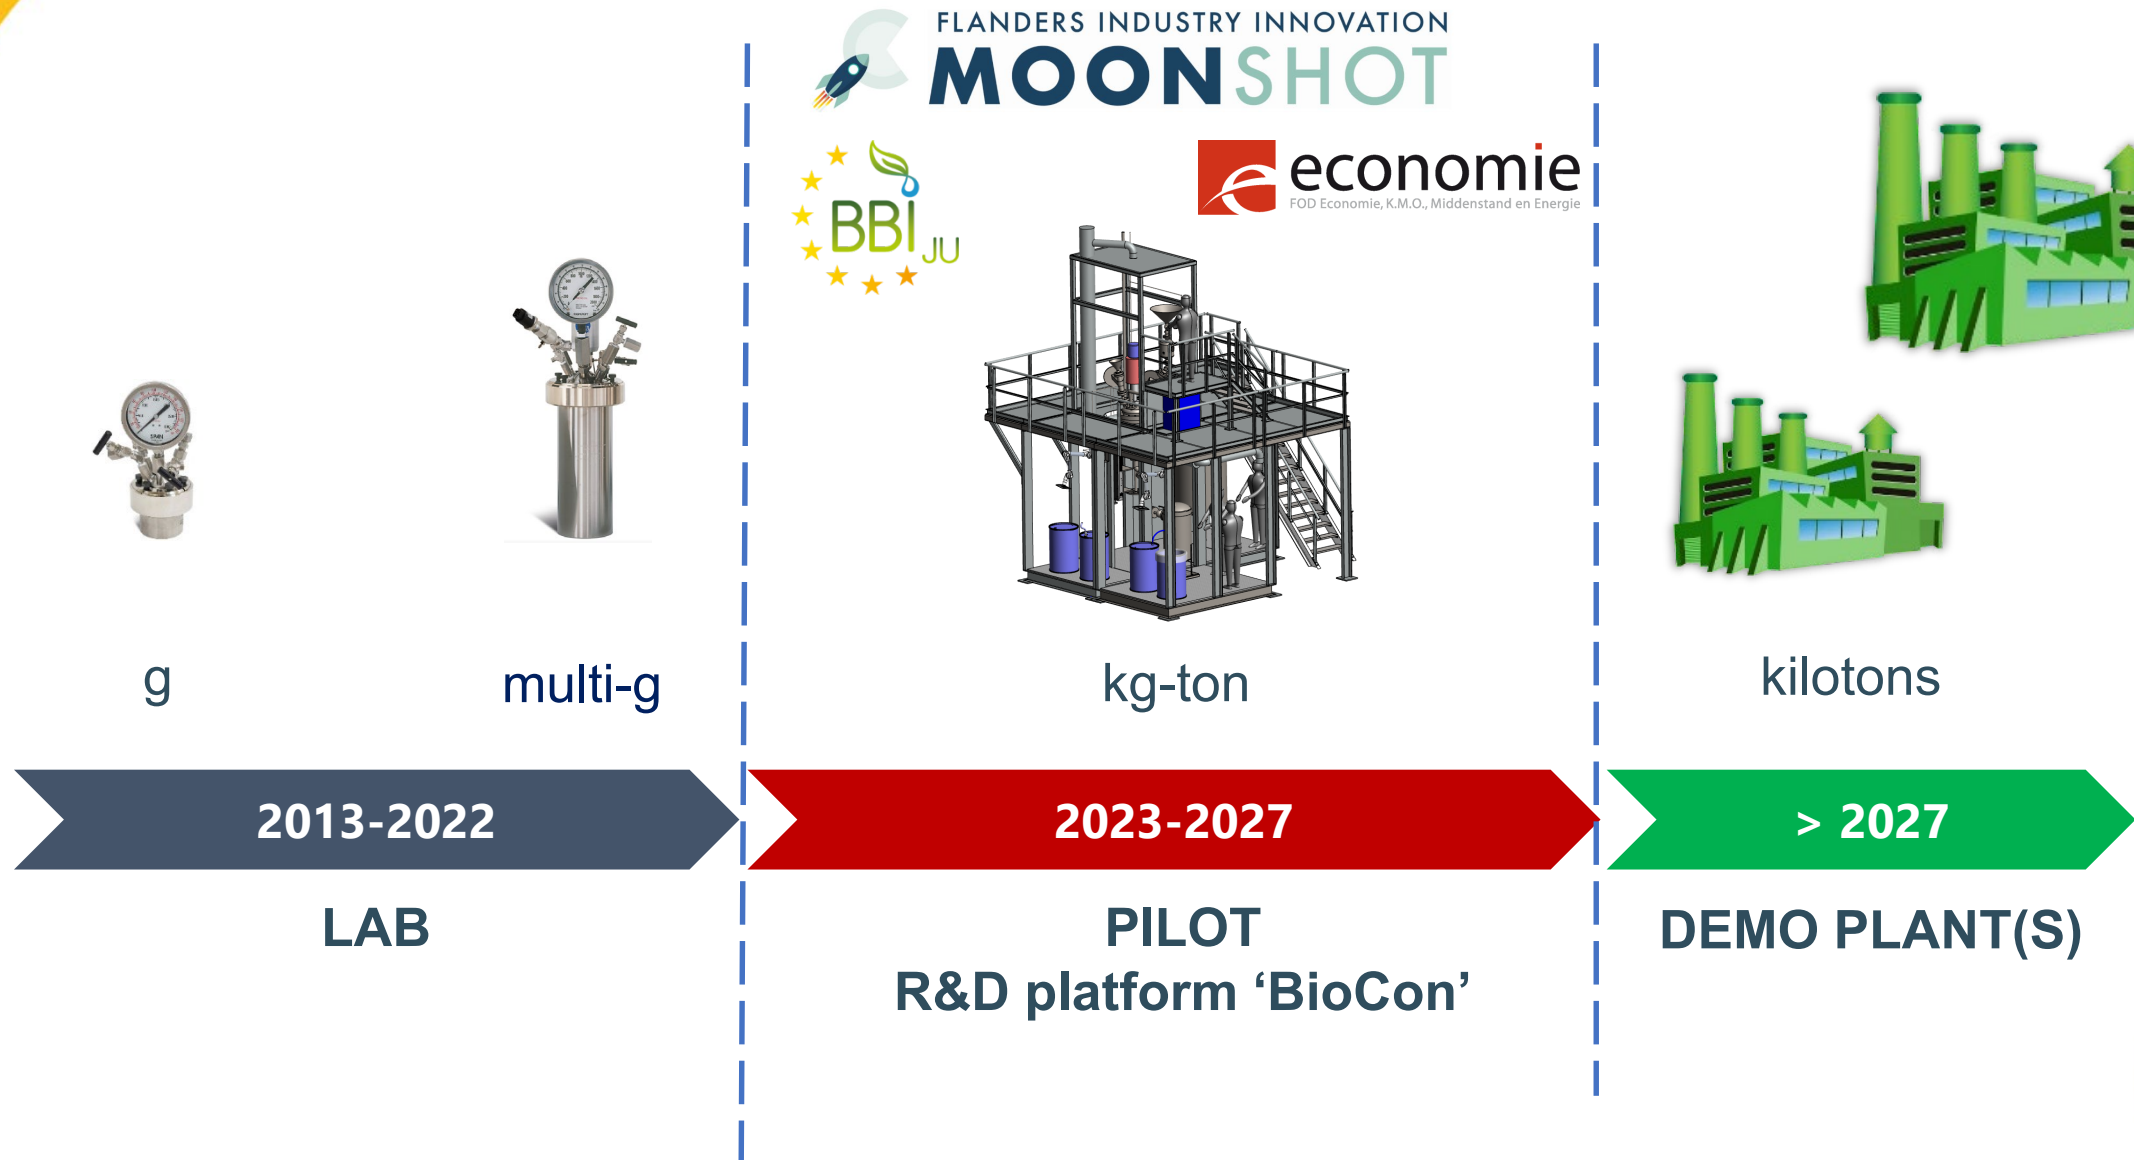 FLANDERS INDUSTRY INNOVATION
MOONSHOT
BBI JU
economie
FOD Economie, K.M.O., Middenstand en Energie
g
multi-g
kg-ton
kilotons
2013-2022
2023-2027
> 2027
LAB
PILOT
R&D platform ‘BioCon’
DEMO PLANT(S)